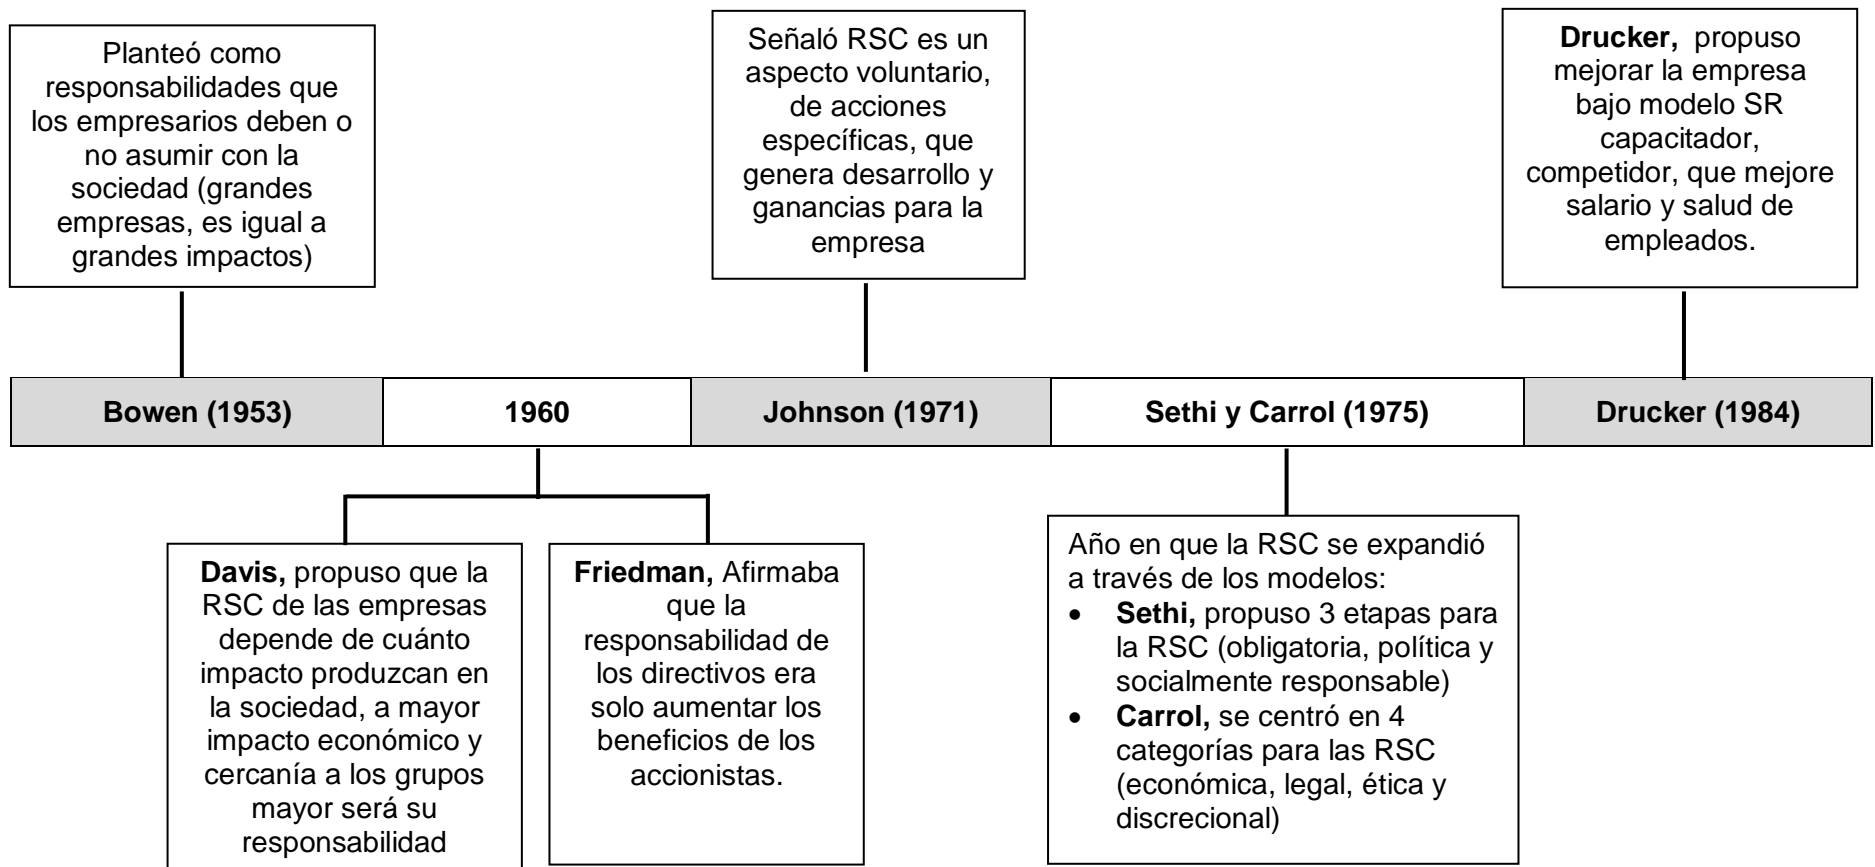 Planteó como
responsabilidades que
los empresarios deben o
no asumir con la
sociedad (grandes
empresas, es igual a
grandes impactos)
Señaló RSC es un
aspecto voluntario,
de acciones
específicas, que
genera desarrollo y
ganancias para la
empresa
Drucker, propuso
mejorar la empresa
bajo modelo SR
capacitador,
competidor, que mejore
salario y salud de
empleados.
Bowen (1953)
1960
Johnson (1971)
Sethi y Carrol (1975)
Drucker (1984)
Davis, propuso que la
RSC de las empresas
depende de cuánto
impacto produzcan en
la sociedad, a mayor
impacto económico y
cercanía a los grupos
mayor será su
responsabilidad
Friedman, Afirmaba
que la
responsabilidad de
los directivos era
solo aumentar los
beneficios de los
accionistas.
Año en que la RSC se expandió
a través de los modelos:
• Sethi, propuso 3 etapas para
la RSC (obligatoria, política y
socialmente responsable)
• Carrol, se centró en 4
categorías para las RSC
(económica, legal, ética y
discrecional)